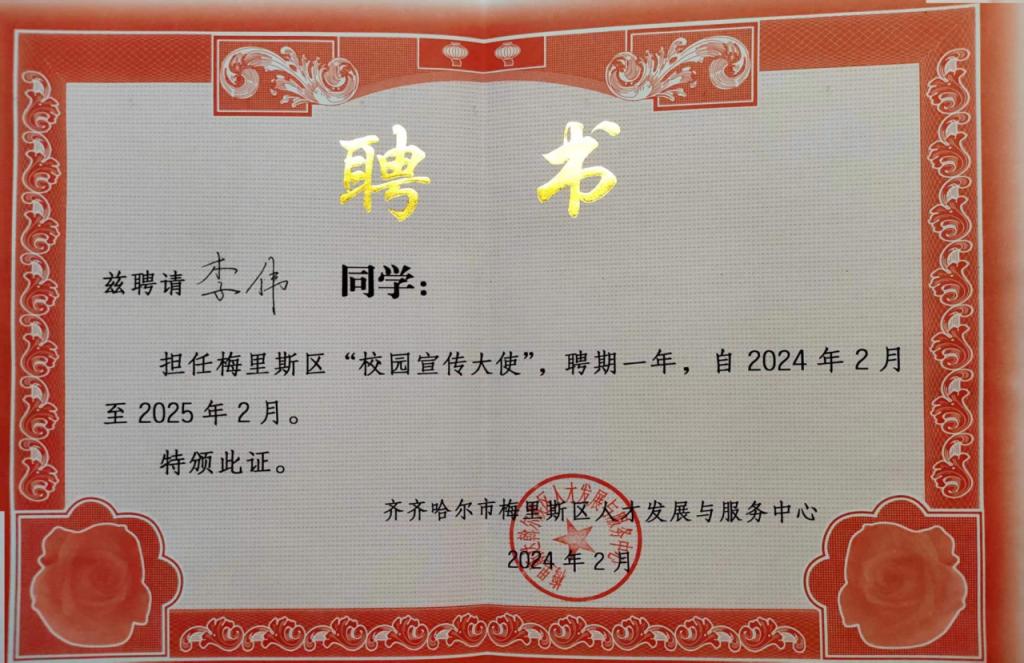 聘书
兹聘请 李伟 同学：
担任梅里斯区“校园宣传大使”，聘期一年，自 2024 年 2 月
至 2025 年 2 月。
特颁此证。
齐齐哈尔市梅里斯区人才发展与服务中心
2024 年 2 月